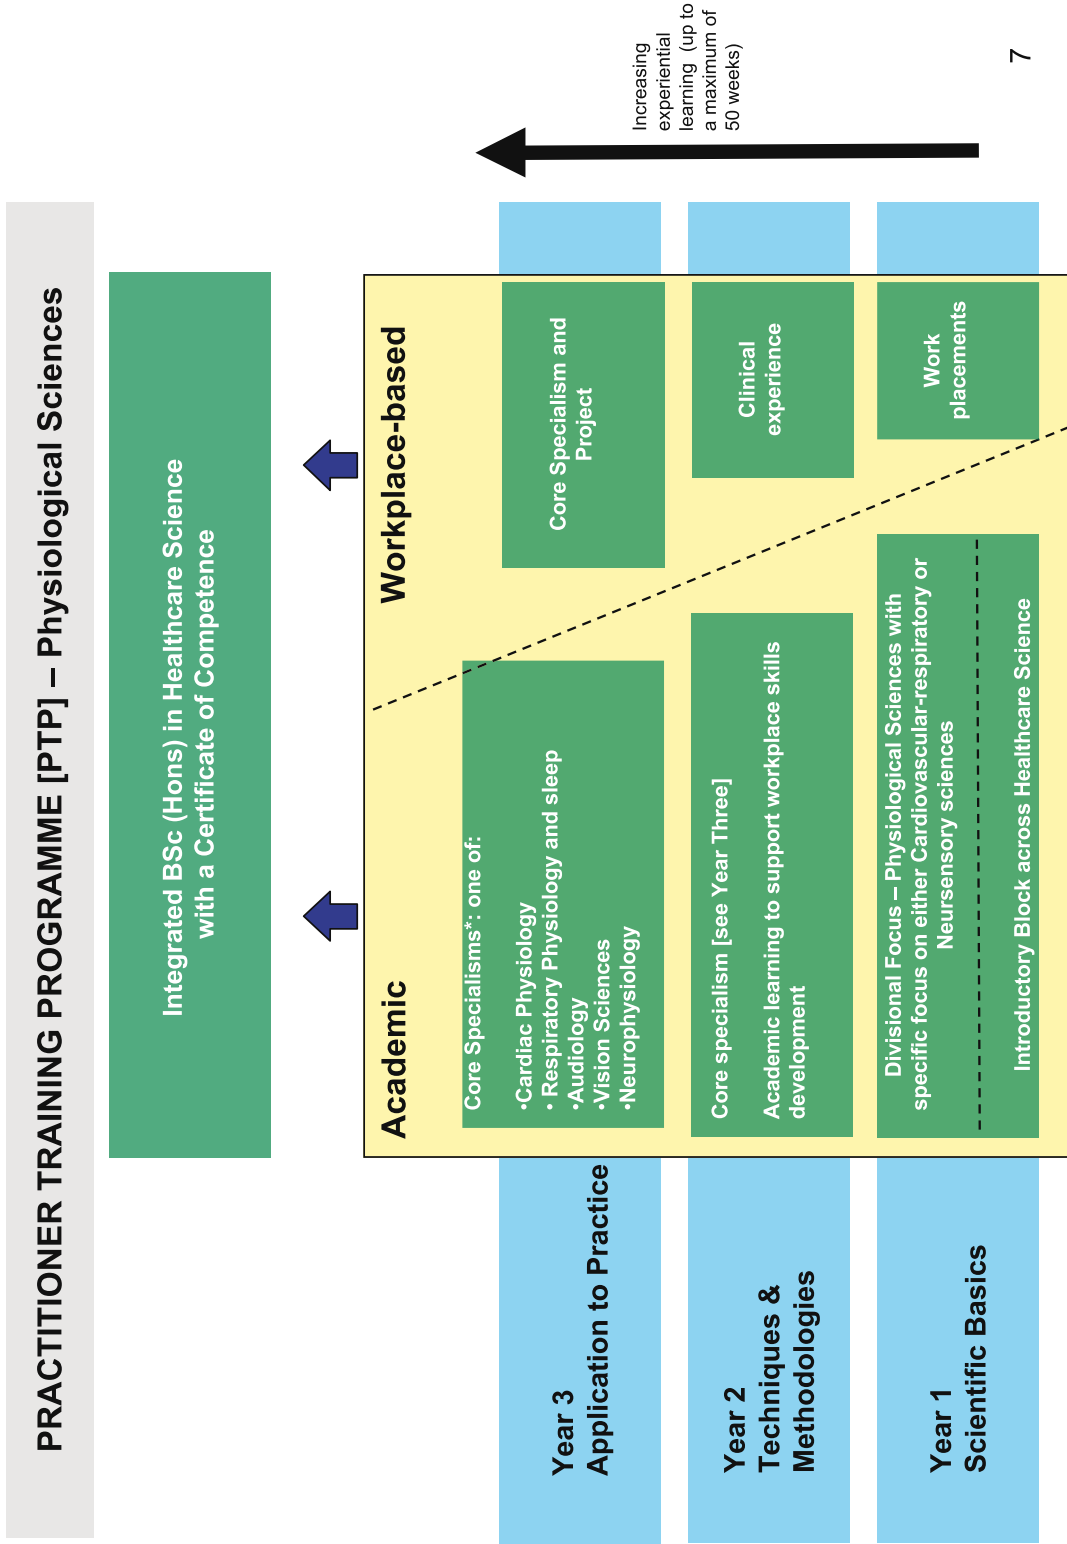 PRACTITIONER TRAINING PROGRAMME [PTP] – Physiological Sciences
Integrated BSc (Hons) in Healthcare Science
with a Certificate of Competence
Academic
Workplace-based
Year 3
Application to Practice
Core Specialisms*: one of:
•Cardiac Physiology
• Respiratory Physiology and sleep
•Audiology
•Vision Sciences
•Neurophysiology
Core Specialism and
Project
Year 2
Techniques &
Methodologies
Core specialism [see Year Three]
Academic learning to support workplace skills
development
Clinical
experience
Year 1
Scientific Basics
Divisional Focus – Physiological Sciences with
specific focus on either Cardiovascular-respiratory or
Neursensory sciences
Introductory Block across Healthcare Science
Work
placements
Increasing
experiential
learning (up to
a maximum of
50 weeks)
7